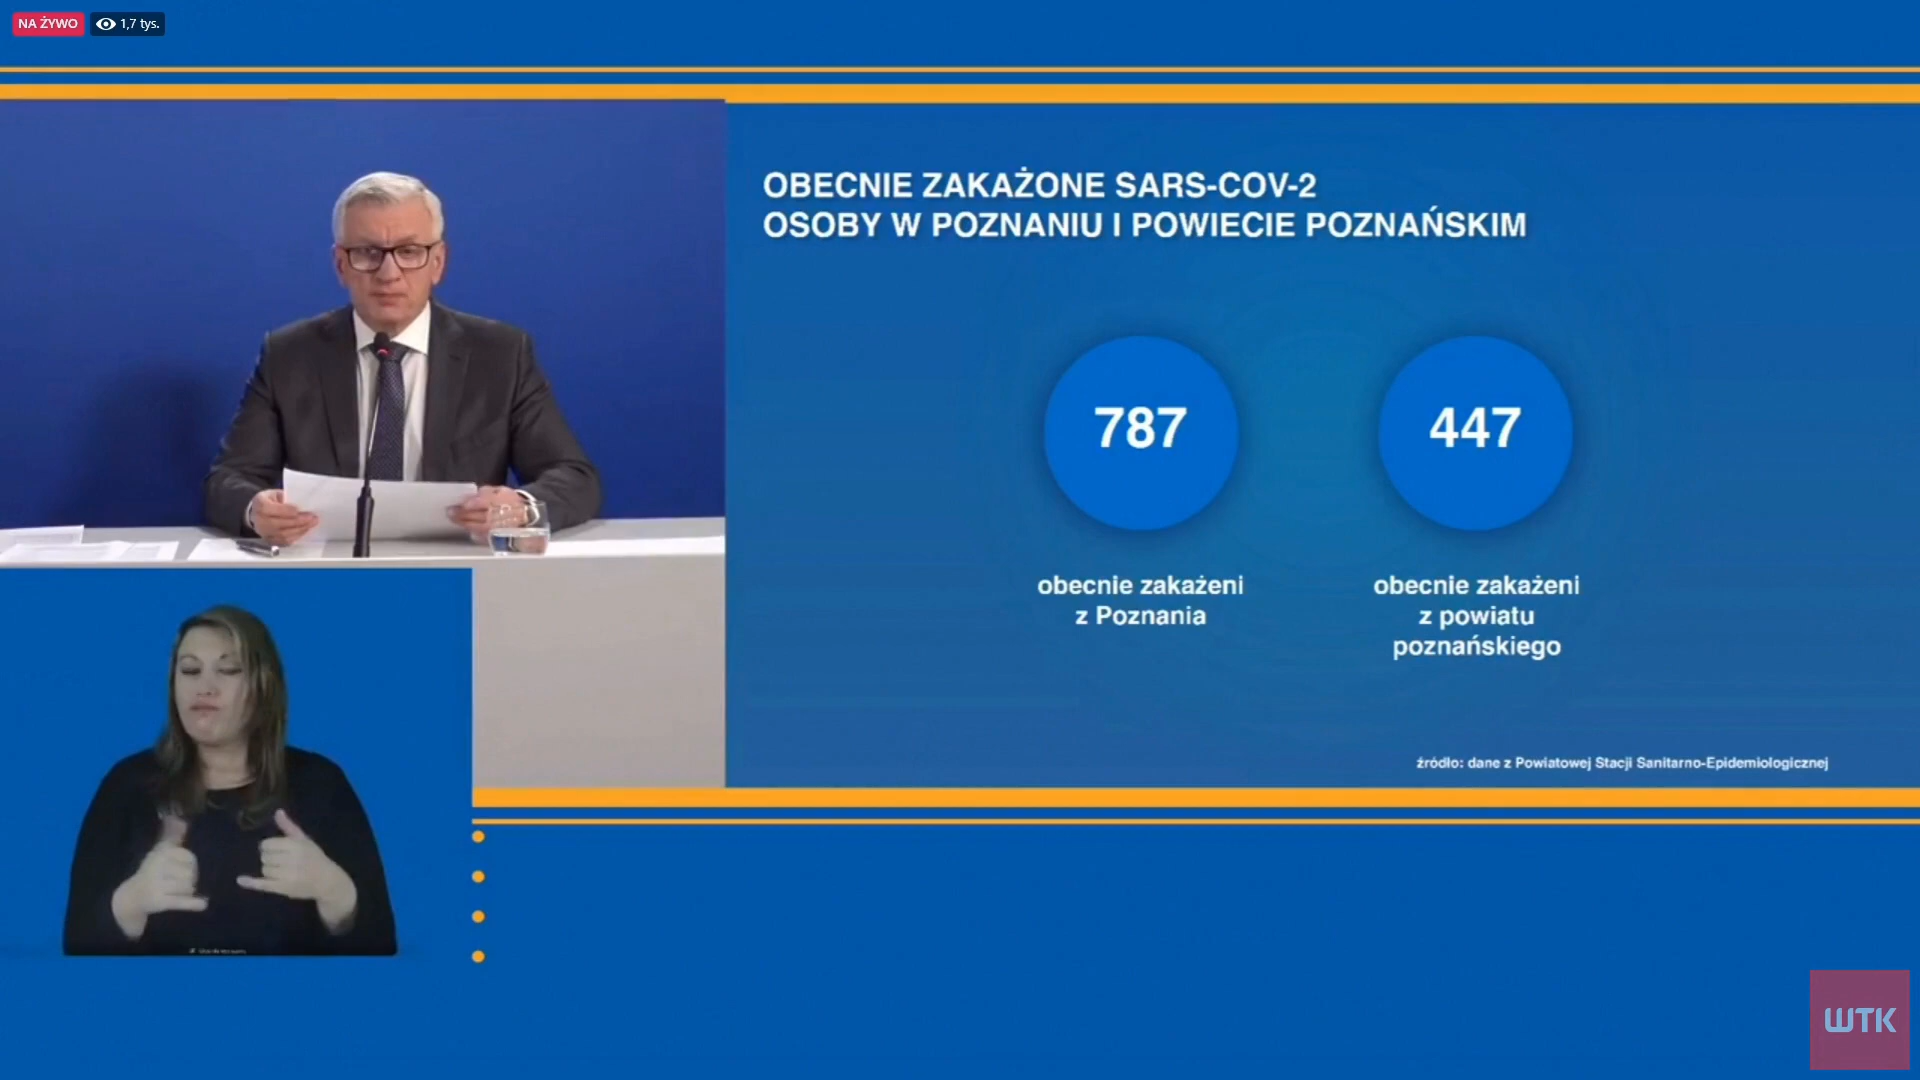 NA ŻYWO 1,7 tys.
OBECNIE ZAKAŻONE SARS-COV-2
OSOBY W POZNANIU I POWIECIE POZNAŃSKIM
787
obecnie zakażeni
z Poznania
447
obecnie zakażeni
z powiatu
poznańskiego
źródło: dane z Powiatowej Stacji Sanitarno-Epidemiologicznej
WTK